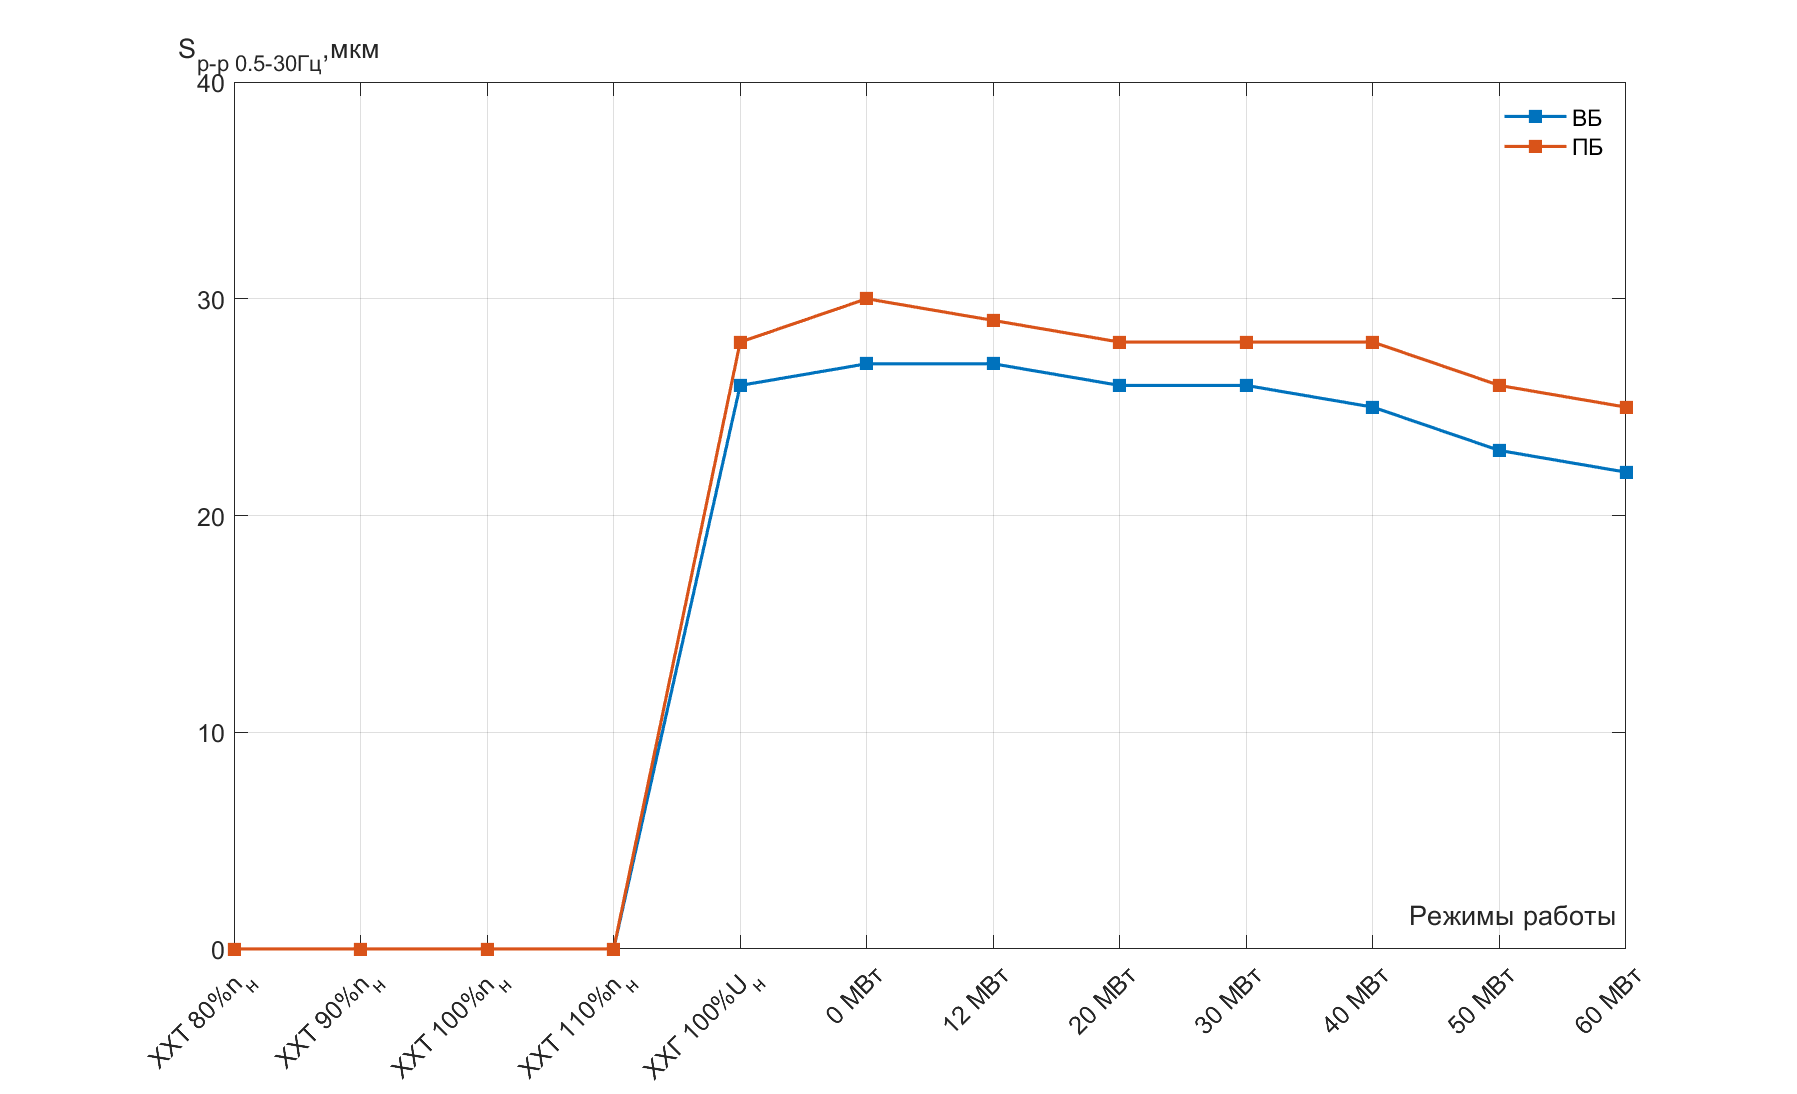 Sp-p 0.5-30Гц,мкм
40
30
20
10
0
ВБ
ПБ
Режимы работы
ХХТ 80%nн
ХХТ 90%nн
ХХТ 100%nн
ХХТ 110%nн
ХХГ 100%Uн
0 МВт
12 МВт
20 МВт
30 МВт
40 МВт
50 МВт
60 МВт